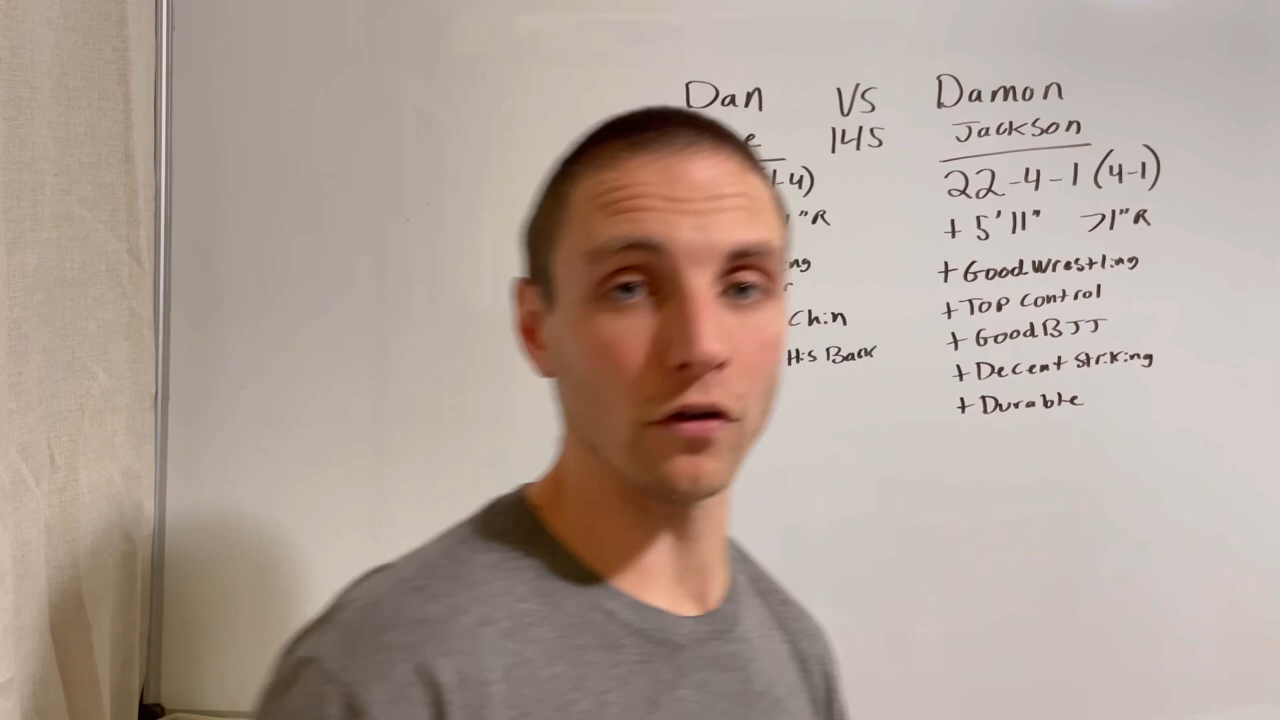 Dan VS Damon
145 Jackson
-4) 22-4-1 (4-1)
"R + 5'11" 71"R
+ Good Wrestling
Chin + Top Control
His Back + Good BJJ
+ Decent Striking
+ Durable